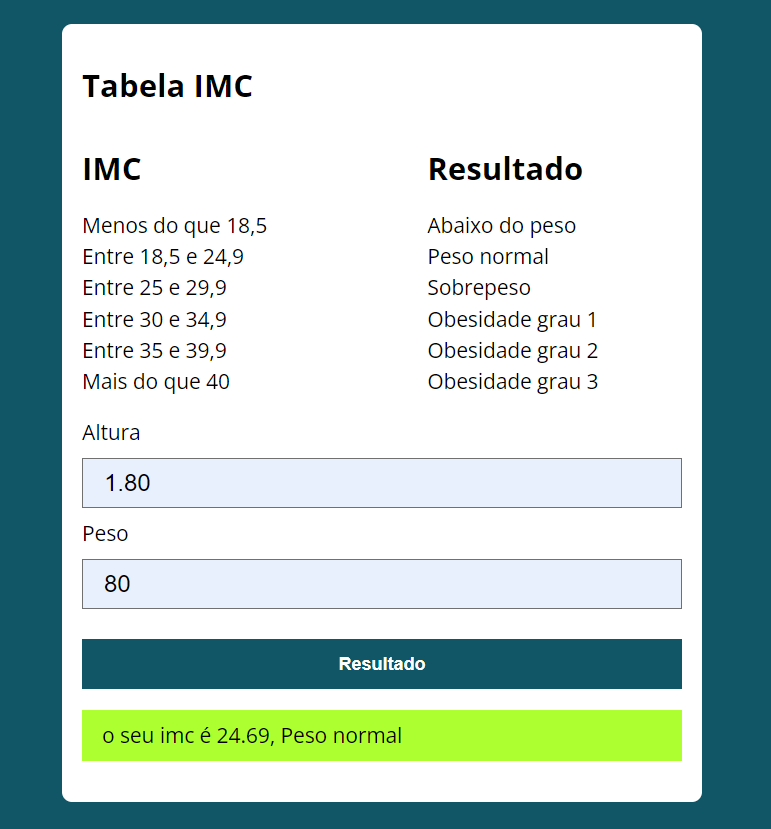 Tabela IMC
IMC
Resultado
Menos do que 18,5
Abaixo do peso
Entre 18,5 e 24,9
Peso normal
Entre 25 e 29,9
Sobrepeso
Entre 30 e 34,9
Obesidade grau 1
Entre 35 e 39,9
Obesidade grau 2
Mais do que 40
Obesidade grau 3
Altura
1.80
Peso
80
Resultado
o seu imc é 24.69, Peso normal